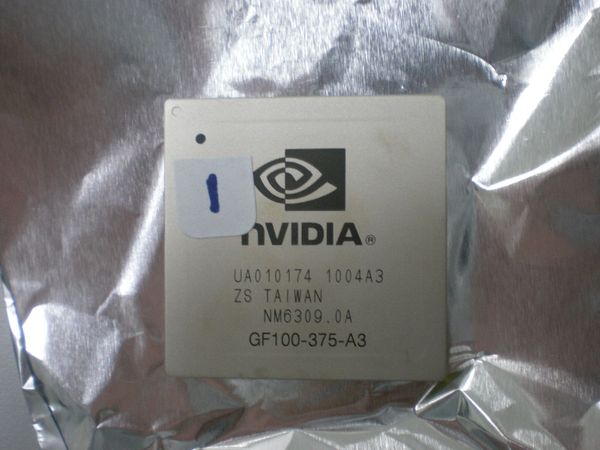 1
nVIDIA®
UA010174 1004A3
ZS TAIWAN
NM6309.0A
GF100-375-A3